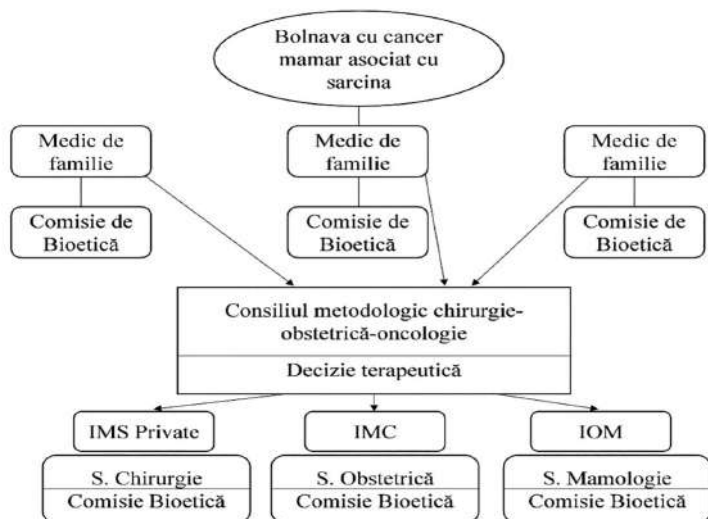 Bolnava cu cancer
mamar asociat cu
sarcina
Medic de
familie
Medic de
familie
Medic de
familie
Comisie de
Bioetică
Comisie de
Bioetică
Comisie de
Bioetică
Consiliul metodologic chirurgie-
obstetrică-oncologie
Decizie terapeutică
IMS Private
IMC
IOM
S. Chirurgie
Comisie Bioetică
S. Obstetrică
Comisie Bioetică
S. Mamologie
Comisie Bioetică